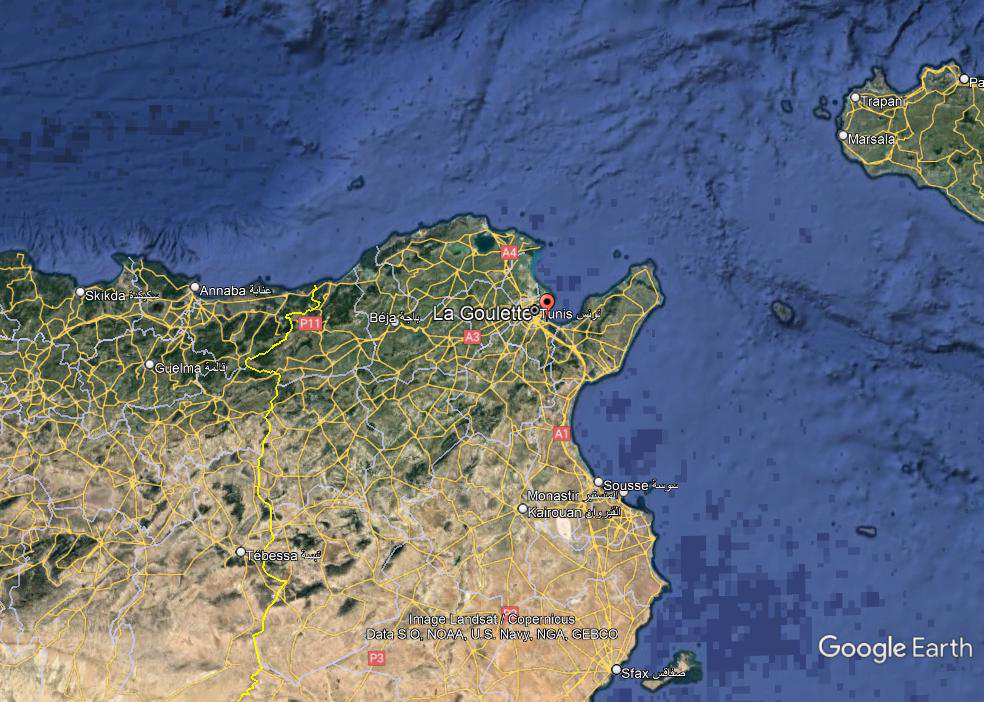 Pa
Trapani
Marsala
A4
Skikda سكيكدة
Annaba عنابة
La Goulette
Tunis تونس
Béja باجة
P11
A3
Guelma قالمة
A1
Sousse سوسة
Monastir المنستير
Kairouan القيروان
Tébessa تبسة
Image Landsat / Copernicus
Data SIO, NOAA, U.S. Navy, NGA, GEBCO
Google Earth
P3
Sfax صفاقس